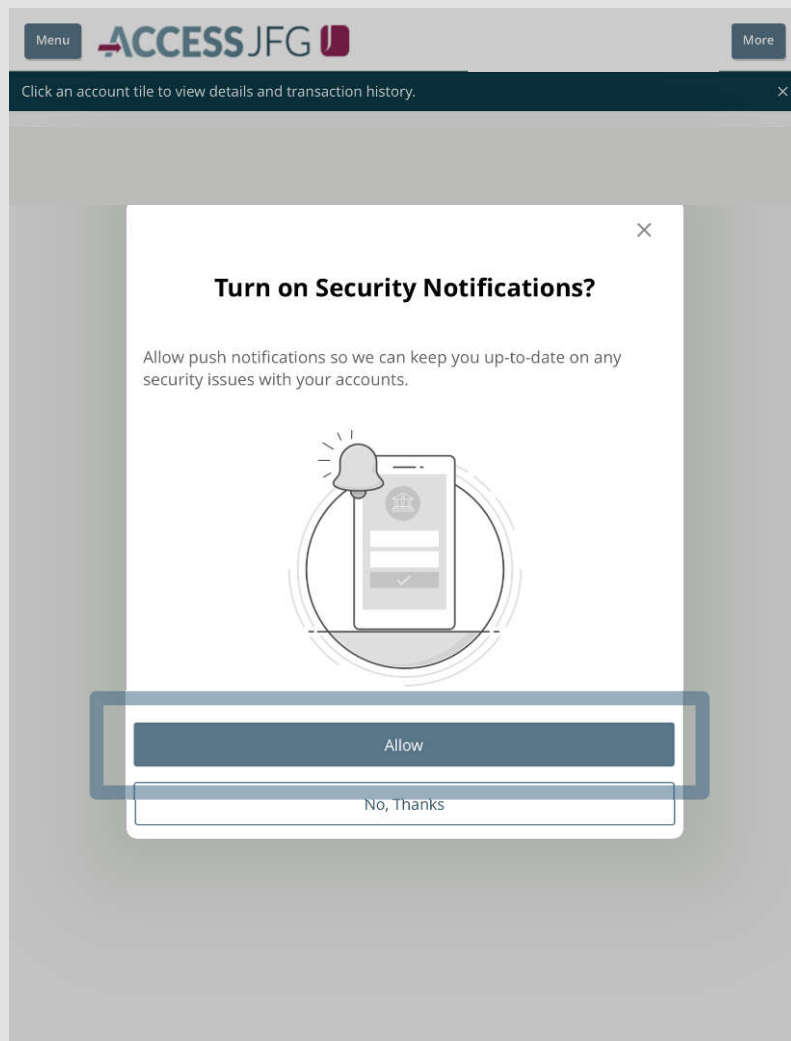 Menu
ACCESS JFG
More
Click an account tile to view details and transaction history.
Turn on Security Notifications?
Allow push notifications so we can keep you up-to-date on any
security issues with your accounts.
Allow
No, Thanks